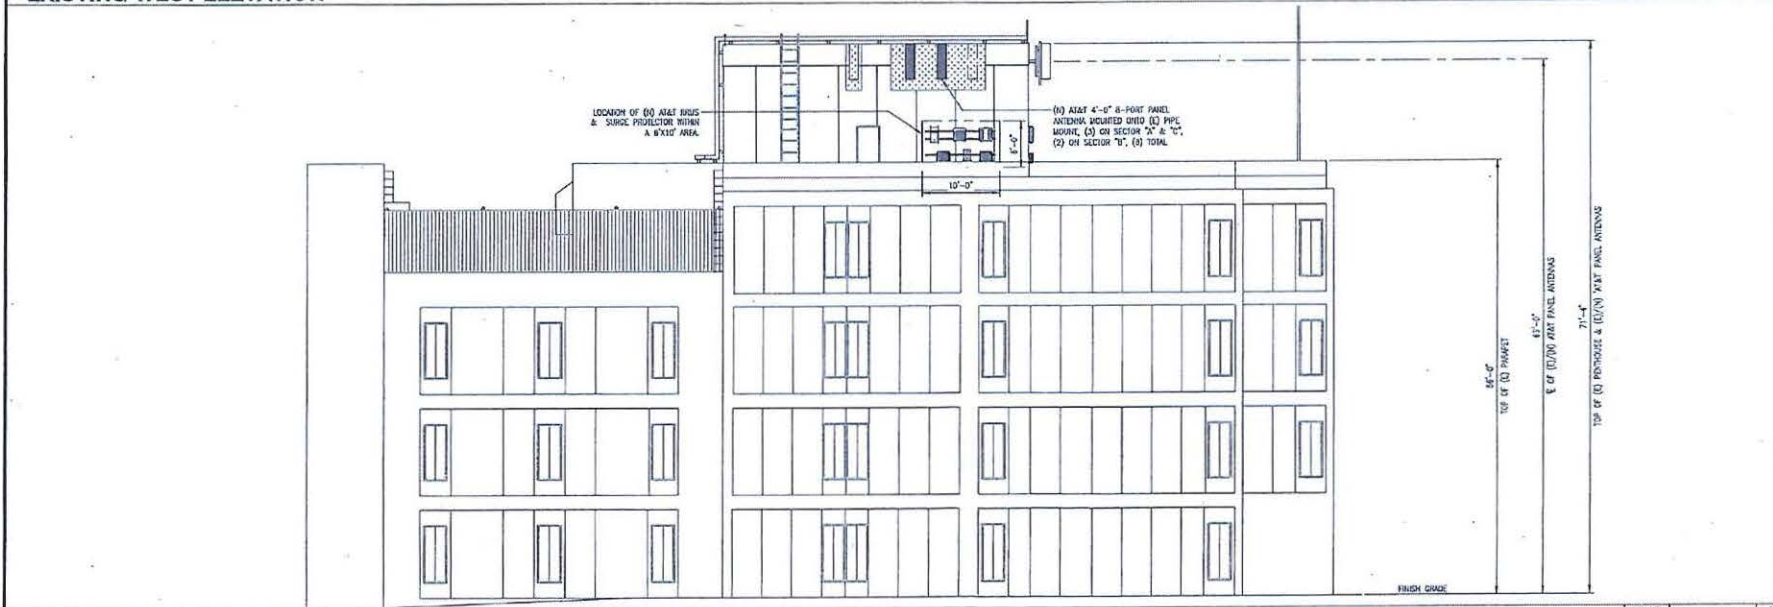 LOCATION OF (N) AT&T RRUS
& SURGE PROTECTOR WITHIN
A 6'X10' AREA.
(N) AT&T 4'-0" 8-PORT PANEL
ANTENNA MOUNTED ONTO (E) PIPE
MOUNT, (3) ON SECTOR "A" & "C",
(2) ON SECTOR "B", (8) TOTAL
6'-0"
10'-0"
56'-0"
TOP OF (E) PARAPET
℄ OF (E)/(N) AT&T PANEL ANTENNAS
71'-4"
TOP OF (E) PENTHOUSE & (E)/(N) AT&T PANEL ANTENNAS
FINISH GRADE